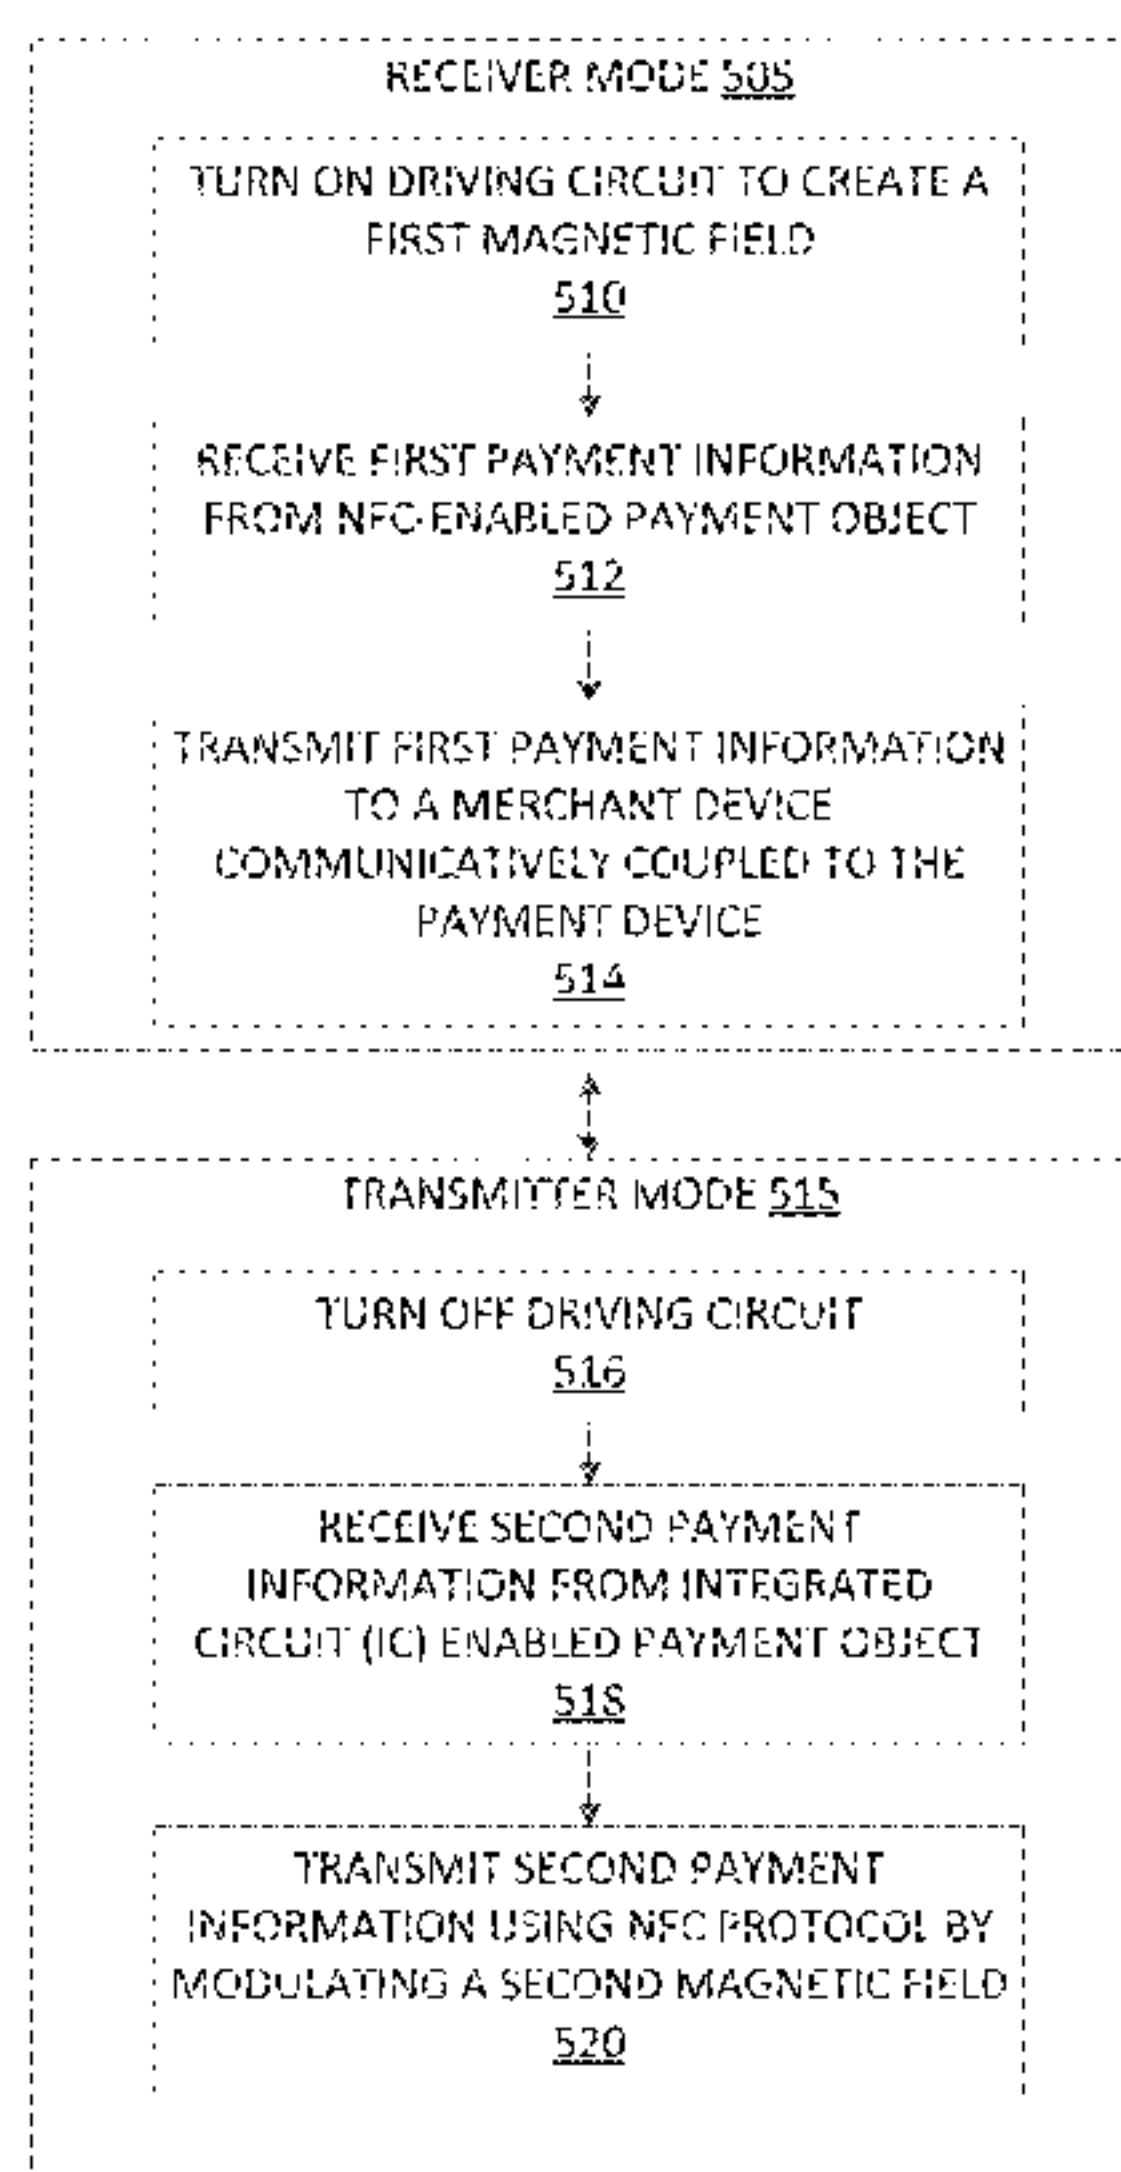 RECEIVER MODE 505
TURN ON DRIVING CIRCUIT TO CREATE A
FIRST MAGNETIC FIELD
510
RECEIVE FIRST PAYMENT INFORMATION
FROM NFC-ENABLED PAYMENT OBJECT
512
TRANSMIT FIRST PAYMENT INFORMATION
TO A MERCHANT DEVICE
COMMUNICATIVELY COUPLED TO THE
PAYMENT DEVICE
514
TRANSMITTER MODE 515
TURN OFF DRIVING CIRCUIT
516
RECEIVE SECOND PAYMENT
INFORMATION FROM INTEGRATED
CIRCUIT (IC) ENABLED PAYMENT OBJECT
518
TRANSMIT SECOND PAYMENT
INFORMATION USING NFC PROTOCOL BY
MODULATING A SECOND MAGNETIC FIELD
520